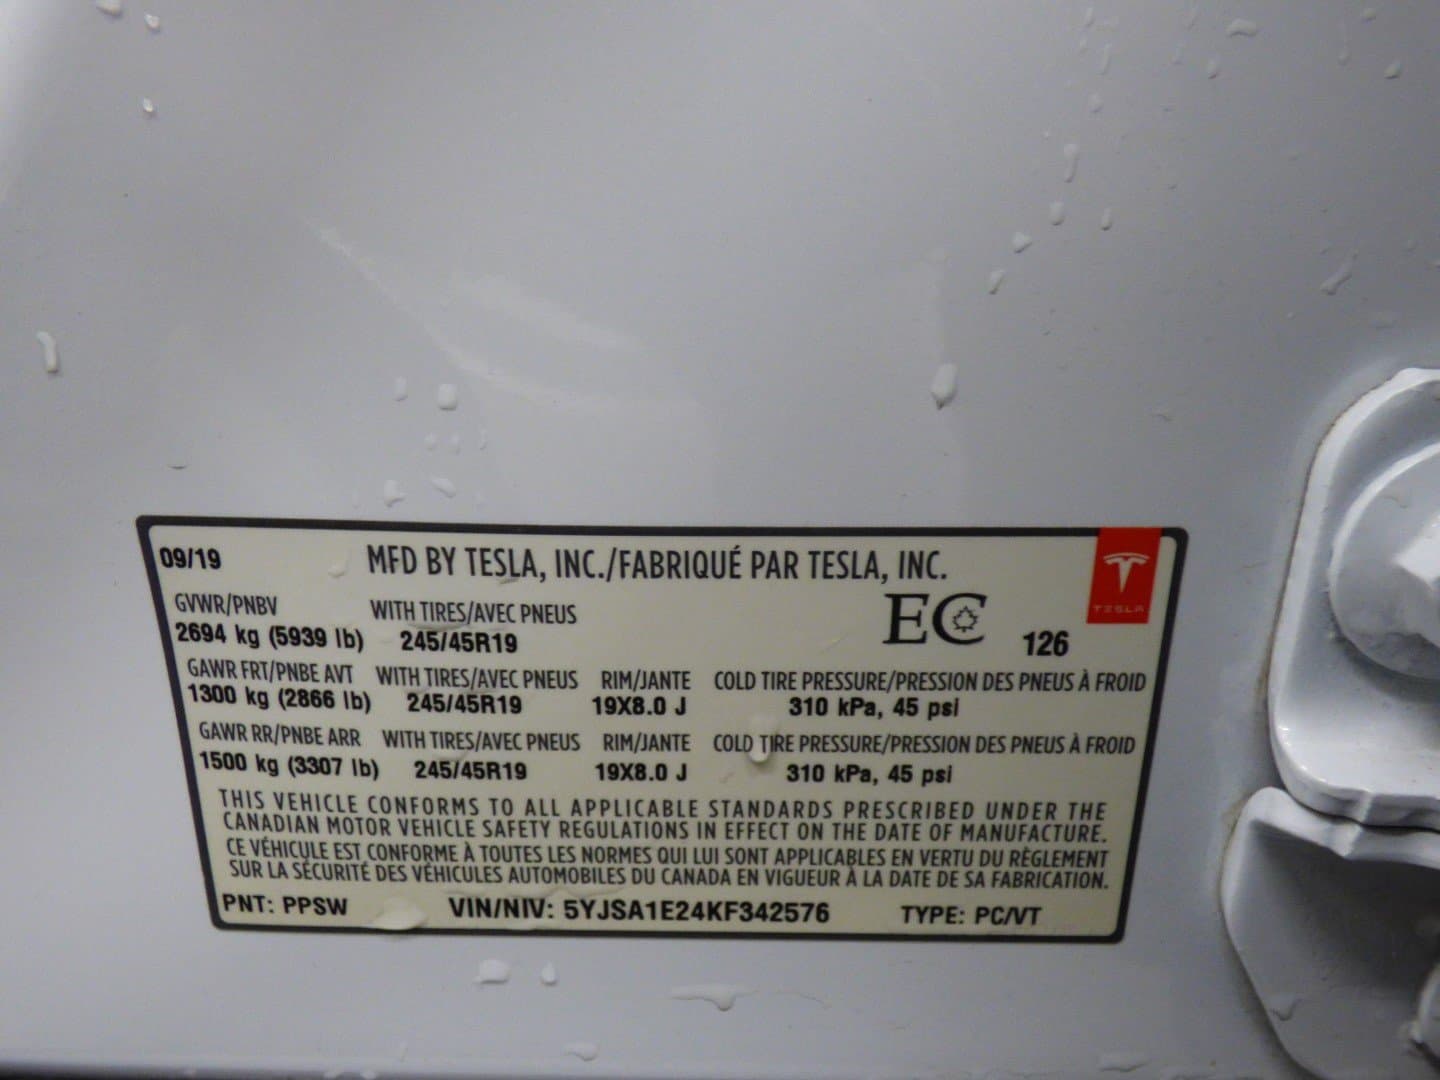 09/19 MFD BY TESLA, INC./FABRIQUÉ PAR TESLA, INC.
TESLA
GVWR/PNBV WITH TIRES/AVEC PNEUS
2694 kg (5939 lb) 245/45R19 EC 126
GAWR FRT/PNBE AVT WITH TIRES/AVEC PNEUS RIM/JANTE COLD TIRE PRESSURE/PRESSION DES PNEUS À FROID
1300 kg (2866 lb) 245/45R19 19X8.0 J 310 kPa, 45 psi
GAWR RR/PNBE ARR WITH TIRES/AVEC PNEUS RIM/JANTE COLD TIRE PRESSURE/PRESSION DES PNEUS À FROID
1500 kg (3307 lb) 245/45R19 19X8.0 J 310 kPa, 45 psi
THIS VEHICLE CONFORMS TO ALL APPLICABLE STANDARDS PRESCRIBED UNDER THE
CANADIAN MOTOR VEHICLE SAFETY REGULATIONS IN EFFECT ON THE DATE OF MANUFACTURE.
CE VÉHICULE EST CONFORME À TOUTES LES NORMES QUI LUI SONT APPLICABLES EN VERTU DU RÈGLEMENT
SUR LA SÉCURITÉ DES VÉHICULES AUTOMOBILES DU CANADA EN VIGUEUR À LA DATE DE SA FABRICATION.
PNT: PPSW VIN/NIV: 5YJSA1E24KF342576 TYPE: PC/VT